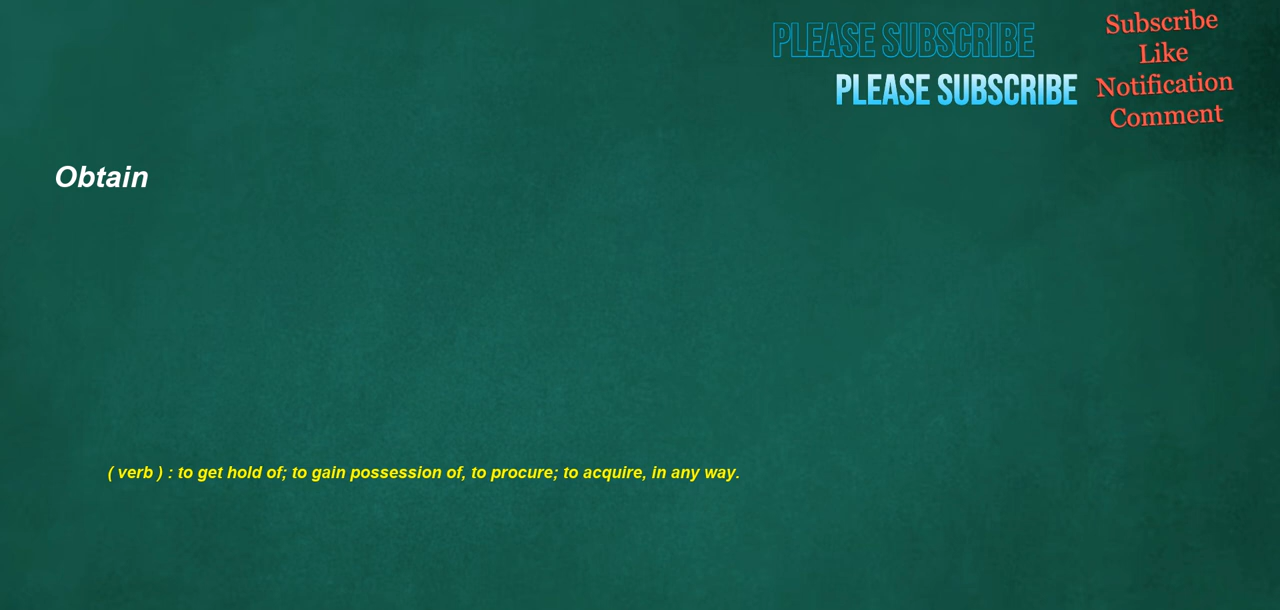 PLEASE SUBSCRIBE
PLEASE SUBSCRIBE
Subscribe
Like
Notification
Comment
Obtain
( verb ) : to get hold of; to gain possession of, to procure; to acquire, in any way.